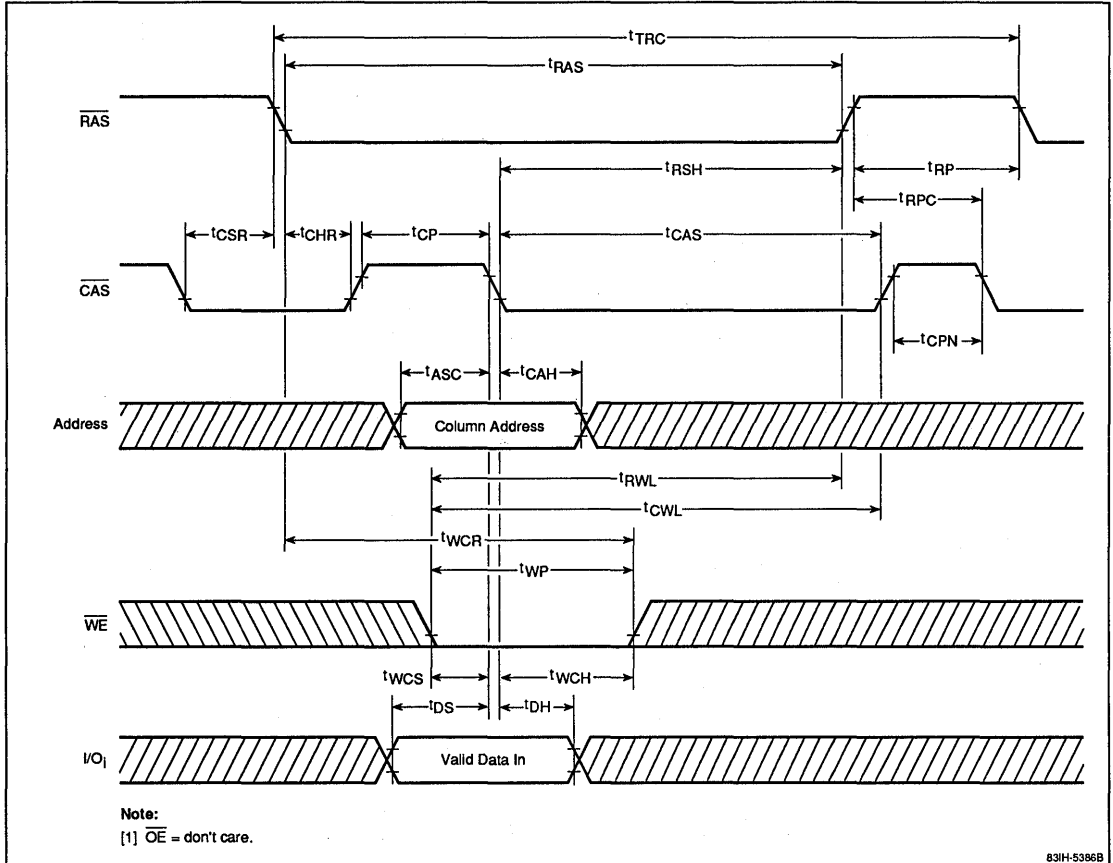 tTRC
tRAS
RAS
tRSH
tRP
tRPC
tCSR
tCHR
tCP
tCAS
CAS
tCPN
tASC
tCAH
Address
Column Address
tRWL
tCWL
tWCR
tWP
WE
tWCS
tWCH
tDS
tDH
I/Oi
Valid Data In
Note:
[1] OE = don't care.
83IH-5386B